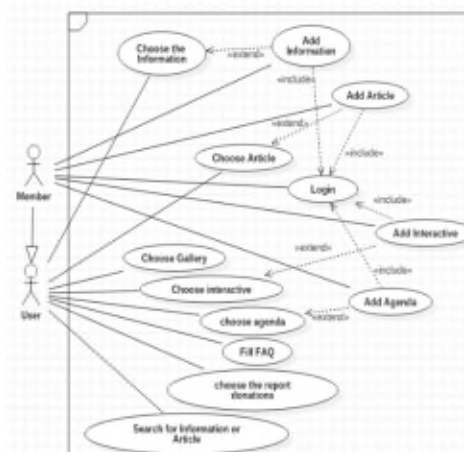 Choose the
Information
Add
Information
«extend»
«include»
Add Article
«extend»
Choose Article
«include»
Member
Login
«include»
Add Interactive
«extend»
Choose Gallery
«include»
Choose interactive
Add Agenda
User
choose agenda
«extend»
Fill FAQ
choose the report
donations
Search for Information or
Article